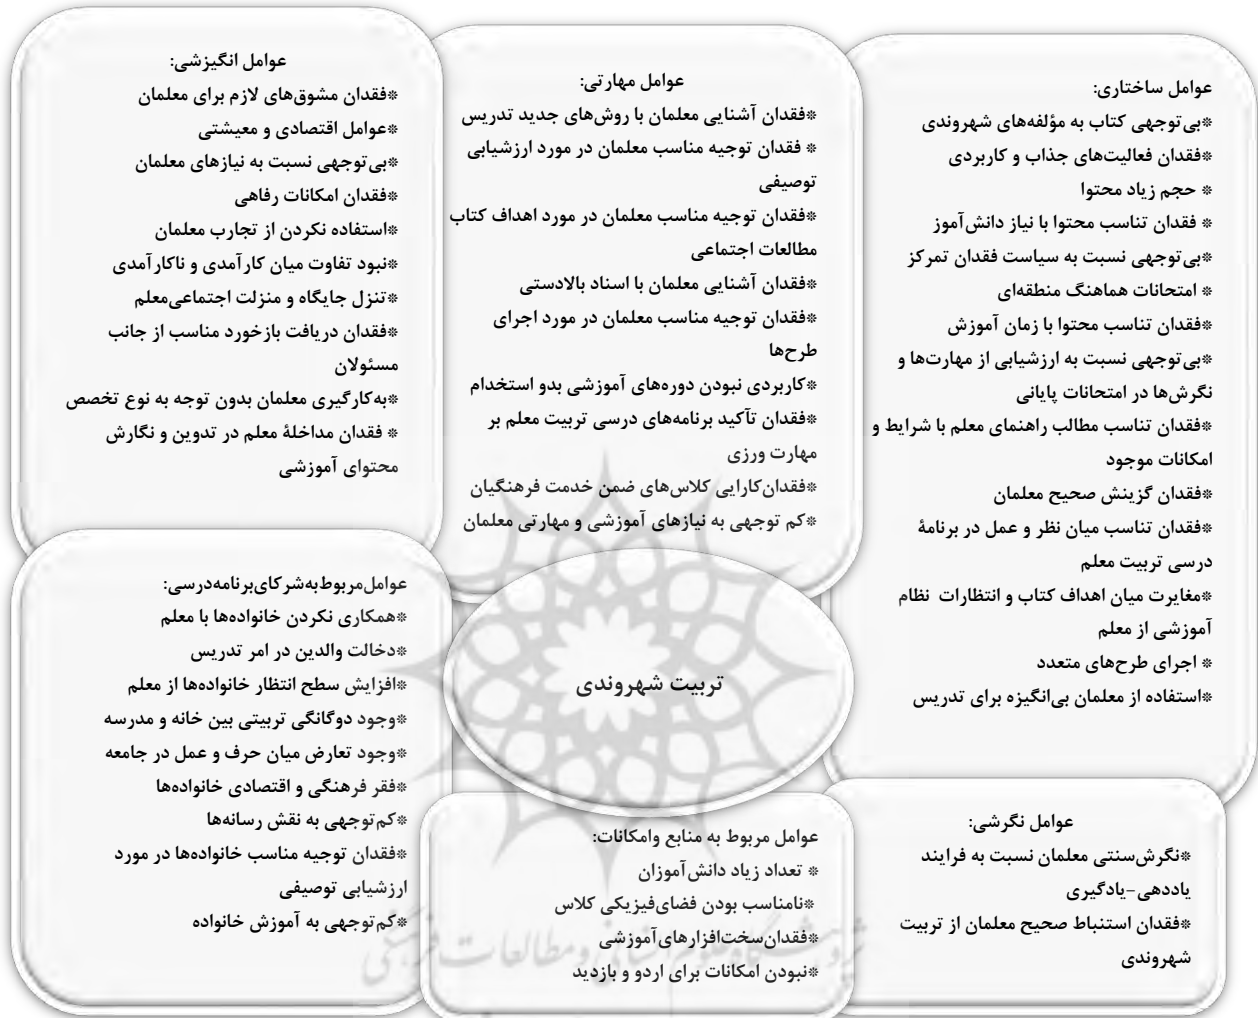 عوامل ساختاری:
*بی‌توجهی کتاب به مؤلفه‌های شهروندی
*فقدان فعالیت‌های جذاب و کاربردی
* حجم زیاد محتوا
* فقدان تناسب محتوا با نیاز دانش‌آموز
*بی‌توجهی نسبت به سیاست فقدان تمرکز
* امتحانات هماهنگ منطقه‌ای
*فقدان تناسب محتوا با زمان آموزش
*بی‌توجهی نسبت به ارزشیابی از مهارت‌ها و
نگرش‌ها در امتحانات پایانی
*فقدان تناسب مطالب راهنمای معلم با شرایط و
امکانات موجود
*فقدان گزینش صحیح معلمان
*فقدان تناسب میان نظر و عمل در برنامۀ
درسی تربیت معلم
*مغایرت میان اهداف کتاب و انتظارات نظام
آموزشی از معلم
* اجرای طرح‌های متعدد
*استفاده از معلمان بی‌انگیزه برای تدریس
عوامل مهارتی:
*فقدان آشنایی معلمان با روش‌های جدید تدریس
* فقدان توجیه مناسب معلمان در مورد ارزشیابی
توصیفی
*فقدان توجیه مناسب معلمان در مورد اهداف کتاب
مطالعات اجتماعی
*فقدان آشنایی معلمان با اسناد بالادستی
*فقدان توجیه مناسب معلمان در مورد اجرای
طرح‌ها
*کاربردی نبودن دوره‌های آموزشی بدو استخدام
*فقدان تأکید برنامه‌های درسی تربیت معلم بر
مهارت ورزی
*فقدان کارایی کلاس‌های ضمن خدمت فرهنگیان
*کم توجهی به نیازهای آموزشی و مهارتی معلمان
عوامل انگیزشی:
*فقدان مشوق‌های لازم برای معلمان
*عوامل اقتصادی و معیشتی
*بی‌توجهی نسبت به نیازهای معلمان
*فقدان امکانات رفاهی
*استفاده نکردن از تجارب معلمان
*نبود تفاوت میان کارآمدی و ناکارآمدی
*تنزل جایگاه و منزلت اجتماعی‌معلم
*فقدان دریافت بازخورد مناسب از جانب
مسئولان
*به‌کارگیری معلمان بدون توجه به نوع تخصص
* فقدان مداخلۀ معلم در تدوین و نگارش
محتوای آموزشی
تربیت شهروندی
عوامل نگرشی:
*نگرش‌سنتی معلمان نسبت به فرایند
یاددهی-یادگیری
*فقدان استنباط صحیح معلمان از تربیت
شهروندی
عوامل مربوط به منابع وامکانات:
* تعداد زیاد دانش‌آموزان
*نامناسب بودن فضای‌فیزیکی کلاس
*فقدان‌سخت‌افزارهای‌آموزشی
*نبودن امکانات برای اردو و بازدید
عوامل‌مربوط‌به‌شرکای‌برنامه‌درسی:
*همکاری نکردن خانواده‌ها با معلم
*دخالت والدین در امر تدریس
*افزایش سطح انتظار خانواده‌ها از معلم
*وجود دوگانگی تربیتی بین خانه و مدرسه
*وجود تعارض میان حرف و عمل در جامعه
*فقر فرهنگی و اقتصادی خانواده‌ها
*کم‌توجهی به نقش رسانه‌ها
*فقدان توجیه مناسب خانواده‌ها در مورد
ارزشیابی توصیفی
*کم‌توجهی به آموزش خانواده
پژوهشگاه علوم انسانی و مطالعات فرهنگی